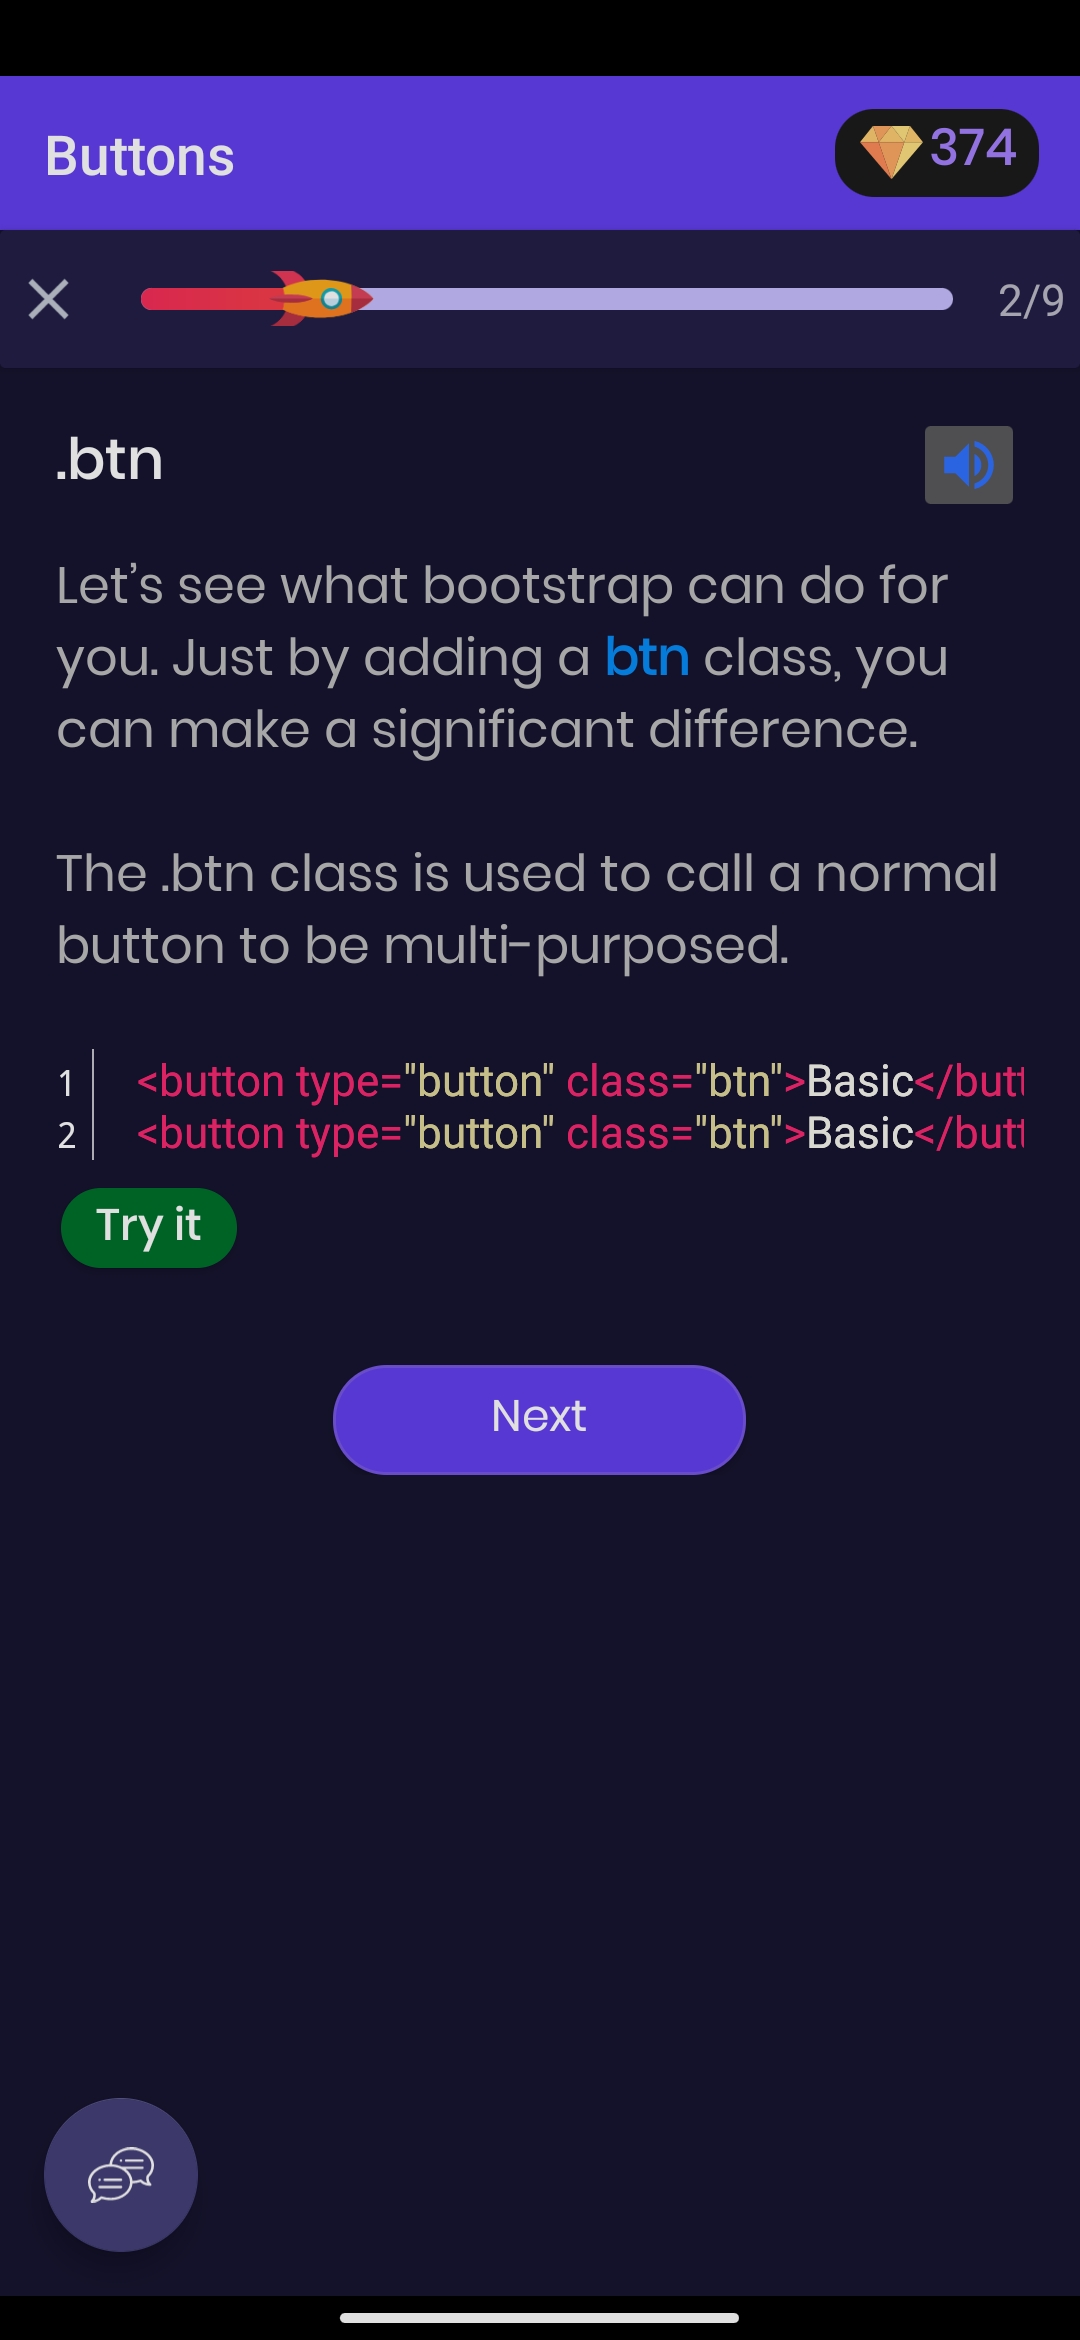 Buttons
374
2/9
.btn
Let's see what bootstrap can do for
you. Just by adding a btn class, you
can make a significant difference.
The .btn class is used to call a normal
button to be multi-purposed.
1 <button type="button" class="btn">Basic</butt
2 <button type="button" class="btn">Basic</butt
Try it
Next